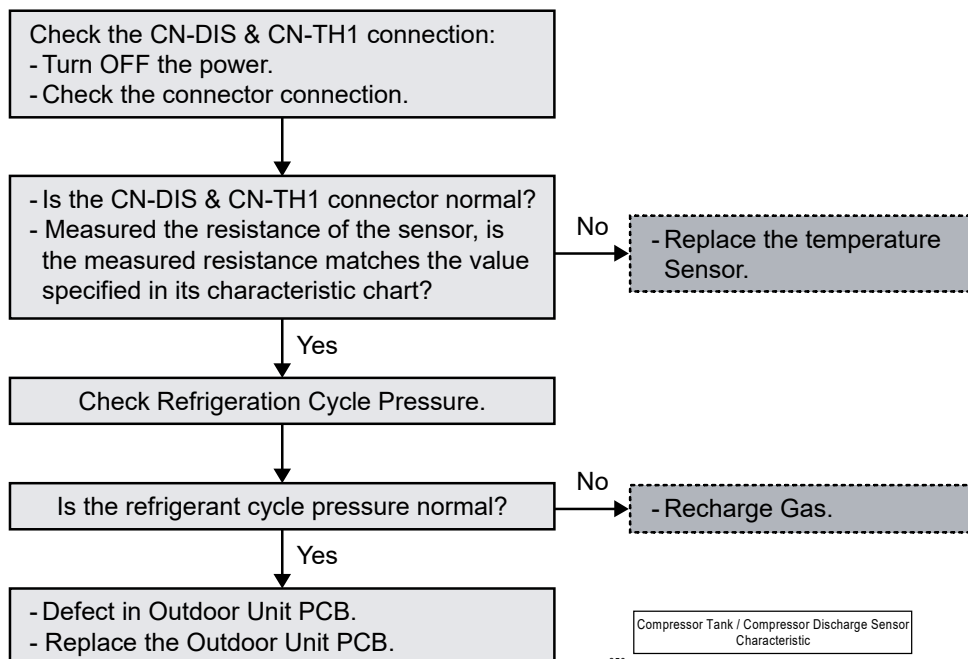 Check the CN-DIS & CN-TH1 connection:
- Turn OFF the power.
- Check the connector connection.
- Is the CN-DIS & CN-TH1 connector normal?
- Measured the resistance of the sensor, is
the measured resistance matches the value
specified in its characteristic chart?
No
- Replace the temperature
Sensor.
Yes
Check Refrigeration Cycle Pressure.
Is the refrigerant cycle pressure normal?
No
- Recharge Gas.
Yes
- Defect in Outdoor Unit PCB.
- Replace the Outdoor Unit PCB.
Compressor Tank / Compressor Discharge Sensor
Characteristic